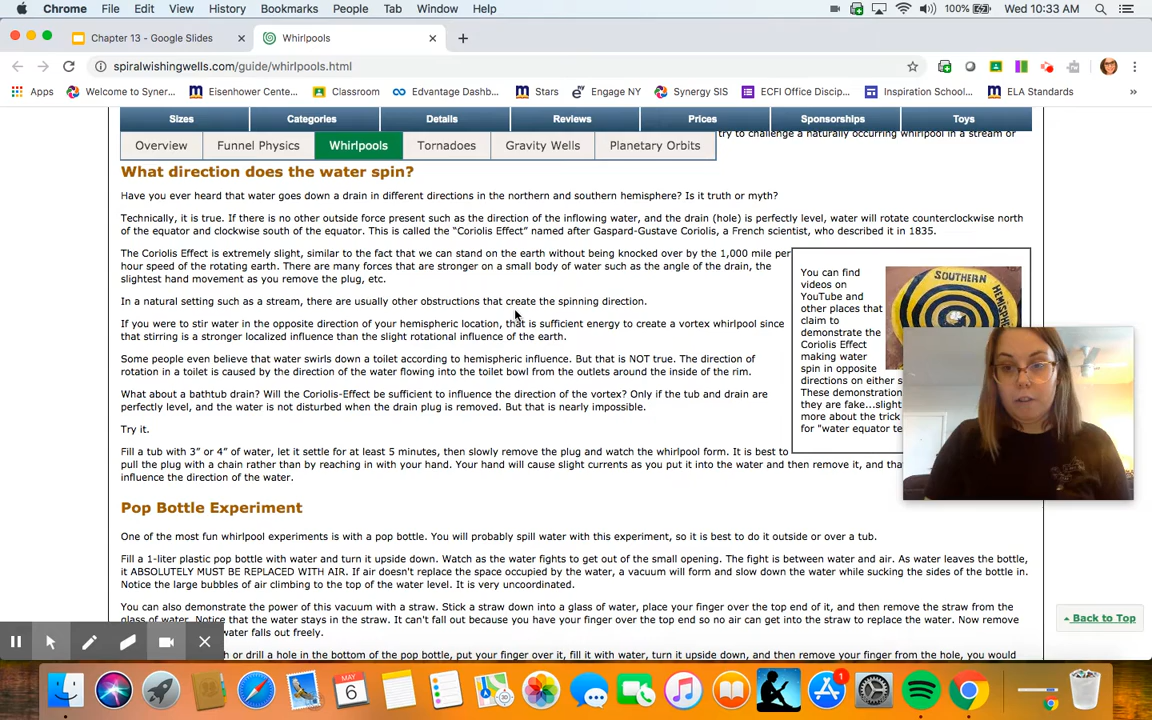 Chrome File Edit View History Bookmarks People Tab Window Help 100% Wed 10:33 AM
Chapter 13 - Google Slides Whirlpools
spiralwishingwells.com/guide/whirlpools.html
Apps Welcome to Syner... Eisenhower Cente... Classroom Edvantage Dashb... Stars Engage NY Synergy SIS ECFI Office Discip... Inspiration School... ELA Standards »
Sizes Categories Details Reviews Prices Sponsorships Toys
try to challenge a naturally occurring whirlpool in a stream or
Overview Funnel Physics Whirlpools Tornadoes Gravity Wells Planetary Orbits
What direction does the water spin?
Have you ever heard that water goes down a drain in different directions in the northern and southern hemisphere? Is it truth or myth?
Technically, it is true. If there is no other outside force present such as the direction of the inflowing water, and the drain (hole) is perfectly level, water will rotate counterclockwise north
of the equator and clockwise south of the equator. This is called the “Coriolis Effect” named after Gaspard-Gustave Coriolis, a French scientist, who described it in 1835.
The Coriolis Effect is extremely slight, similar to the fact that we can stand on the earth without being knocked over by the 1,000 mile per
hour speed of the rotating earth. There are many forces that are stronger on a small body of water such as the angle of the drain, the
slightest hand movement as you remove the plug, etc.
In a natural setting such as a stream, there are usually other obstructions that create the spinning direction.
If you were to stir water in the opposite direction of your hemispheric location, that is sufficient energy to create a vortex whirlpool since
that stirring is a stronger localized influence than the slight rotational influence of the earth.
Some people even believe that water swirls down a toilet according to hemispheric influence. But that is NOT true. The direction of
rotation in a toilet is caused by the direction of the water flowing into the toilet bowl from the outlets around the inside of the rim.
What about a bathtub drain? Will the Coriolis-Effect be sufficient to influence the direction of the vortex? Only if the tub and drain are
perfectly level, and the water is not disturbed when the drain plug is removed. But that is nearly impossible.
Try it.
Fill a tub with 3” or 4” of water, let it settle for at least 5 minutes, then slowly remove the plug and watch the whirlpool form. It is best to
pull the plug with a chain rather than by reaching in with your hand. Your hand will cause slight currents as you put it into the water and then remove it, and tha
influence the direction of the water.
You can find
videos on
YouTube and
other places that
claim to
demonstrate the
Coriolis Effect
making water
spin in opposite
directions on either s
These demonstration
they are fake...slight
more about the trick
for "water equator te
SOUTHERN HEMISPHE
Pop Bottle Experiment
One of the most fun whirlpool experiments is with a pop bottle. You will probably spill water with this experiment, so it is best to do it outside or over a tub.
Fill a 1-liter plastic pop bottle with water and turn it upside down. Watch as the water fights to get out of the small opening. The fight is between water and air. As water leaves the bottle,
it ABSOLUTELY MUST BE REPLACED WITH AIR. If air doesn't replace the space occupied by the water, a vacuum will form and slow down the water while sucking the sides of the bottle in.
Notice the large bubbles of air climbing to the top of the water level. It is very uncoordinated.
You can also demonstrate the power of this vacuum with a straw. Stick a straw down into a glass of water, place your finger over the top end of it, and then remove the straw from the
glass of water. Notice that the water stays in the straw. It can't fall out because you have your finger over the top end so no air can get into the straw to replace the water. Now remove
water falls out freely.
h or drill a hole in the bottom of the pop bottle, put your finger over it, fill it with water, turn it upside down, and then remove your finger from the hole, you would
Back to Top
MAY
6
1